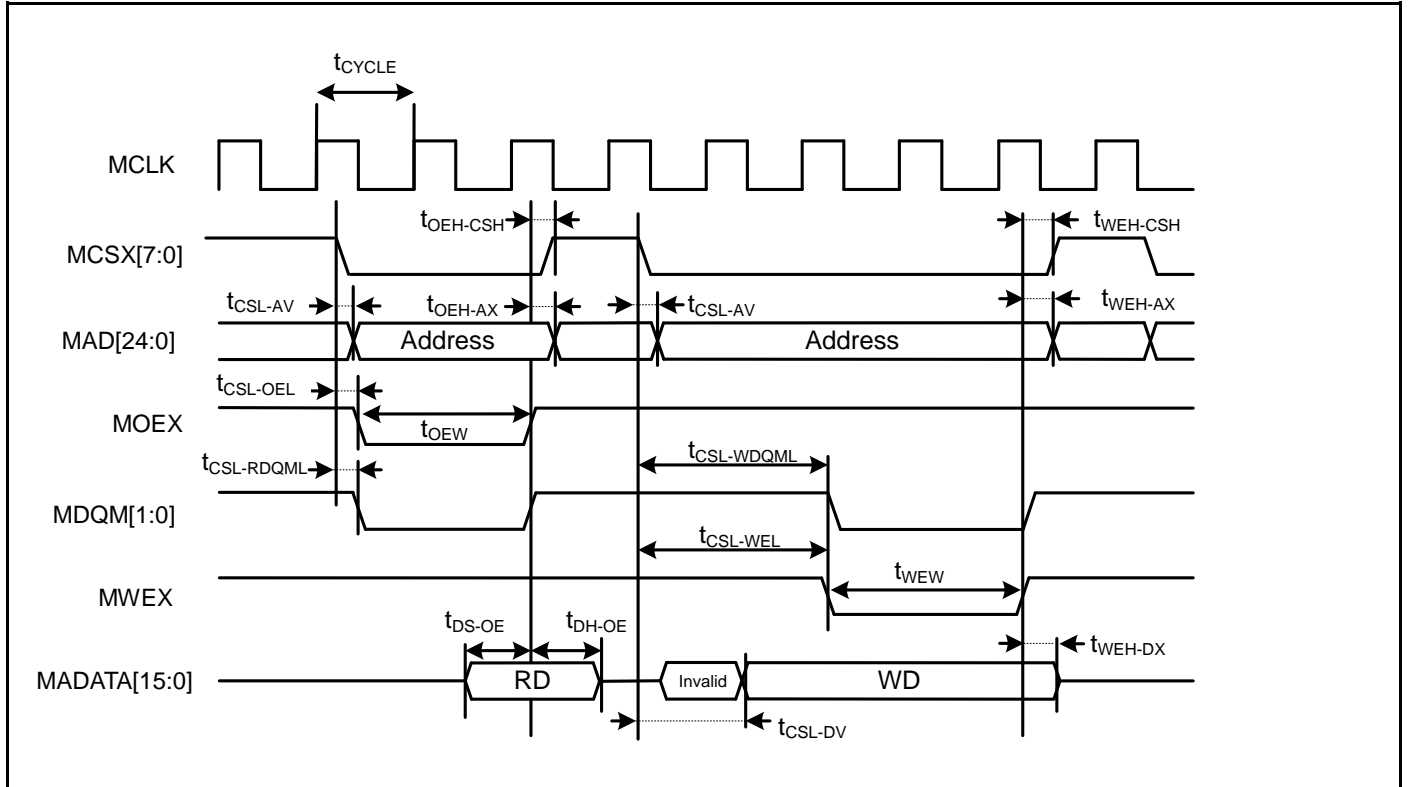 tCYCLE
MCLK
tOEH-CSH
tWEH-CSH
MCSX[7:0]
tCSL-AV
tOEH-AX
tCSL-AV
tWEH-AX
MAD[24:0]
Address
Address
tCSL-OEL
MOEX
tOEW
tCSL-RDQML
tCSL-WDQML
MDQM[1:0]
tCSL-WEL
tWEW
MWEX
tDS-OE
tDH-OE
tWEH-DX
MADATA[15:0]
RD
Invalid
WD
tCSL-DV